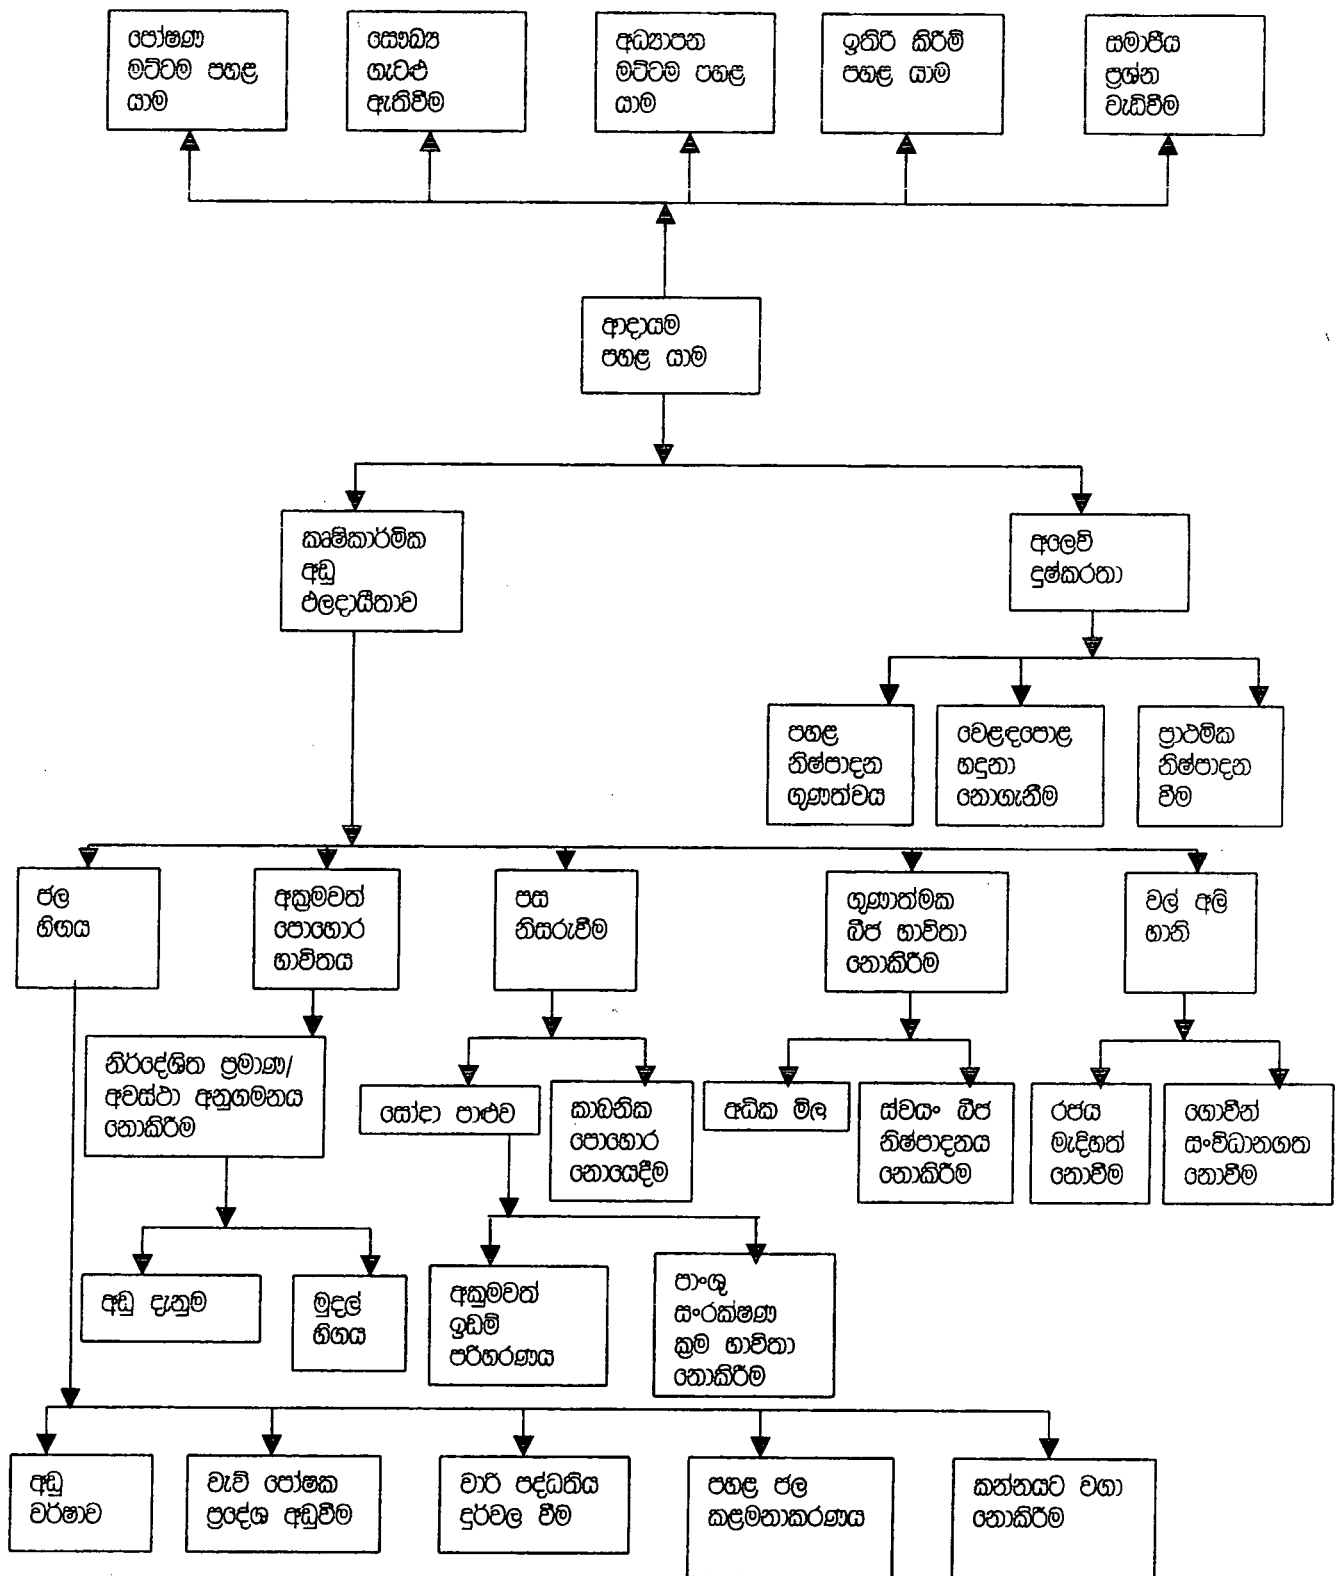 පෝෂණ
මට්ටම පහළ
යාම
සෞඛ්‍ය
ගැටළු
ඇතිවීම
අධ්‍යාපන
මට්ටම පහළ
යාම
ඉතිරි කිරීම්
පහළ යාම
සමාජීය
ප්‍රශ්න
වැඩිවීම
ආදායම
පහළ යාම
කෘෂිකාර්මික
අඩු
ඵලදායීතාව
අලෙවි
දුෂ්කරතා
පහළ
නිෂ්පාදන
ගුණත්වය
වෙළඳපොළ
හදුනා
නොගැනීම
ප්‍රාථමික
නිෂ්පාදන
වීම
ජල
හිඟය
අක්‍රමවත්
පොහොර
භාවිතය
පස
නිසරුවීම
ගුණාත්මක
බීජ භාවිතා
නොකිරීම
වල් අලි
හානි
නිර්දේශිත ප්‍රමාණ/
අවස්ථා අනුගමනය
නොකිරීම
සෝදා පාළුව
කාබනික
පොහොර
නොයෙදීම
අධික මිල
ස්වයං බීජ
නිෂ්පාදනය
නොකිරීම
රජය
මැදිහත්
නොවීම
ගොවීන්
සංවිධානගත
නොවීම
අඩු දැනුම
මුදල්
හිඟය
අක්‍රමවත්
ඉඩම්
පරිහරණය
පාංශු
සංරක්ෂණ
ක්‍රම භාවිතා
නොකිරීම
අඩු
වර්ෂාව
වැව් පෝෂක
ප්‍රදේශ අඩුවීම
වාරි පද්ධතිය
දුර්වල වීම
පහළ ජල
කළමනාකරණය
කන්නයට වගා
නොකිරීම